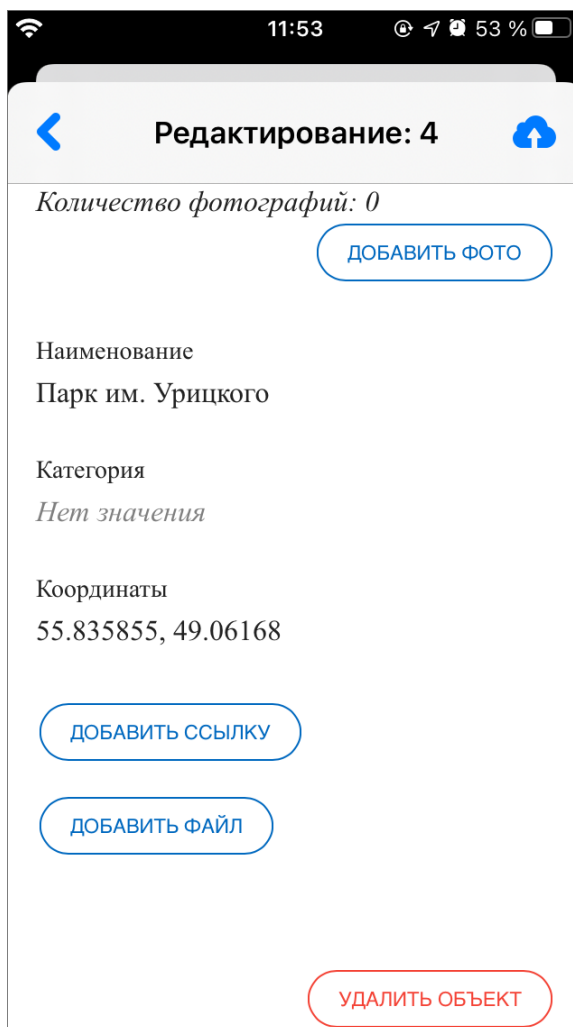 11:53 53 %
Редактирование: 4
Количество фотографий: 0
ДОБАВИТЬ ФОТО
Наименование
Парк им. Урицкого
Категория
Нет значения
Координаты
55.835855, 49.06168
ДОБАВИТЬ ССЫЛКУ
ДОБАВИТЬ ФАЙЛ
УДАЛИТЬ ОБЪЕКТ